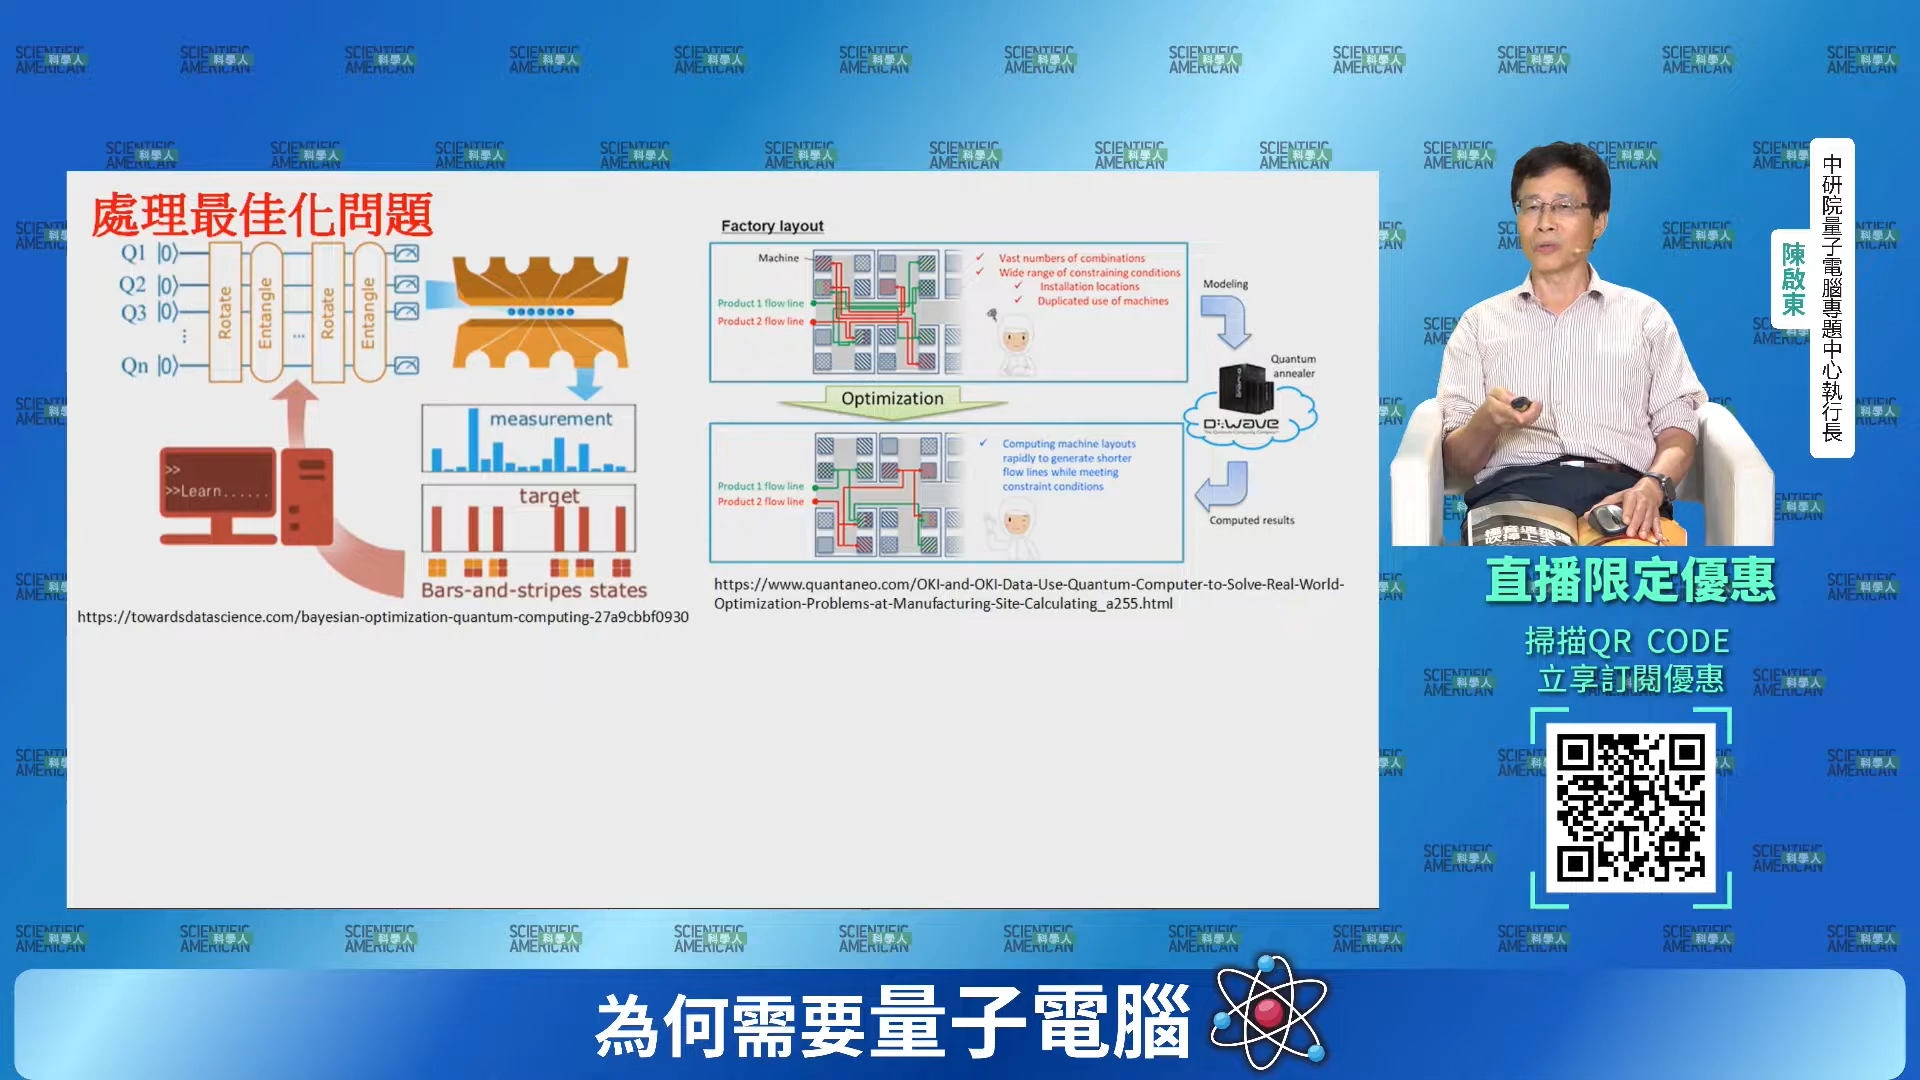 SCIENTIFIC AMERICAN 科學人
處理最佳化問題
Q1 |0⟩
Q2 |0⟩
Q3 |0⟩
⋮
Qn |0⟩
Rotate
Entangle
...
Rotate
Entangle
>>
>>Learn......
measurement
target
Bars-and-stripes states
https://towardsdatascience.com/bayesian-optimization-quantum-computing-27a9cbbf0930
Factory layout
Machine
Product 1 flow line
Product 2 flow line
✓ Vast numbers of combinations
✓ Wide range of constraining conditions
✓ Installation locations
✓ Duplicated use of machines
Modeling
Quantum
annealer
D:wave
Optimization
Product 1 flow line
Product 2 flow line
✓ Computing machine layouts
rapidly to generate shorter
flow lines while meeting
constraint conditions
Computed results
https://www.quantaneo.com/OKI-and-OKI-Data-Use-Quantum-Computer-to-Solve-Real-World-
Optimization-Problems-at-Manufacturing-Site-Calculating_a255.html
中研院量子電腦專題中心執行長
陳啟東
直播限定優惠
掃描QR CODE
立享訂閱優惠
為何需要量子電腦